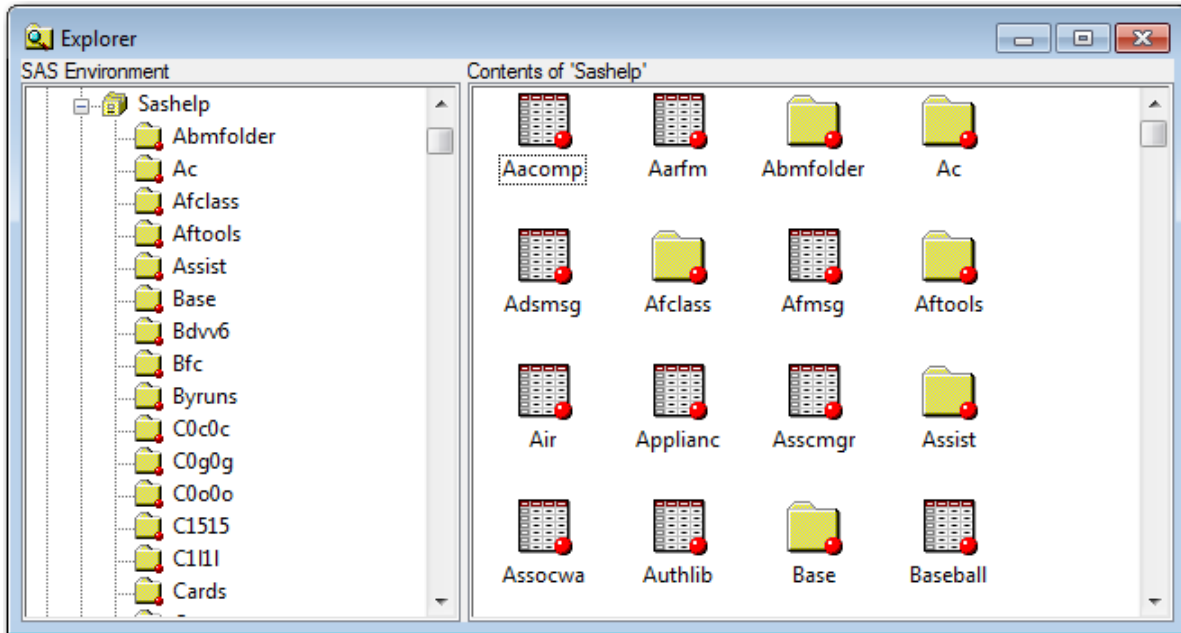 Explorer
SAS Environment
Contents of 'Sashelp'
Sashelp
Abmfolder
Ac
Afclass
Aftools
Assist
Base
Bdvv6
Bfc
Byruns
C0c0c
C0g0g
C0o0o
C1515
C1l1l
Cards
Aacomp Aarfm Abmfolder Ac
Adsmsg Afclass Afmsg Aftools
Air Applianc Asscmgr Assist
Assocwa Authlib Base Baseball